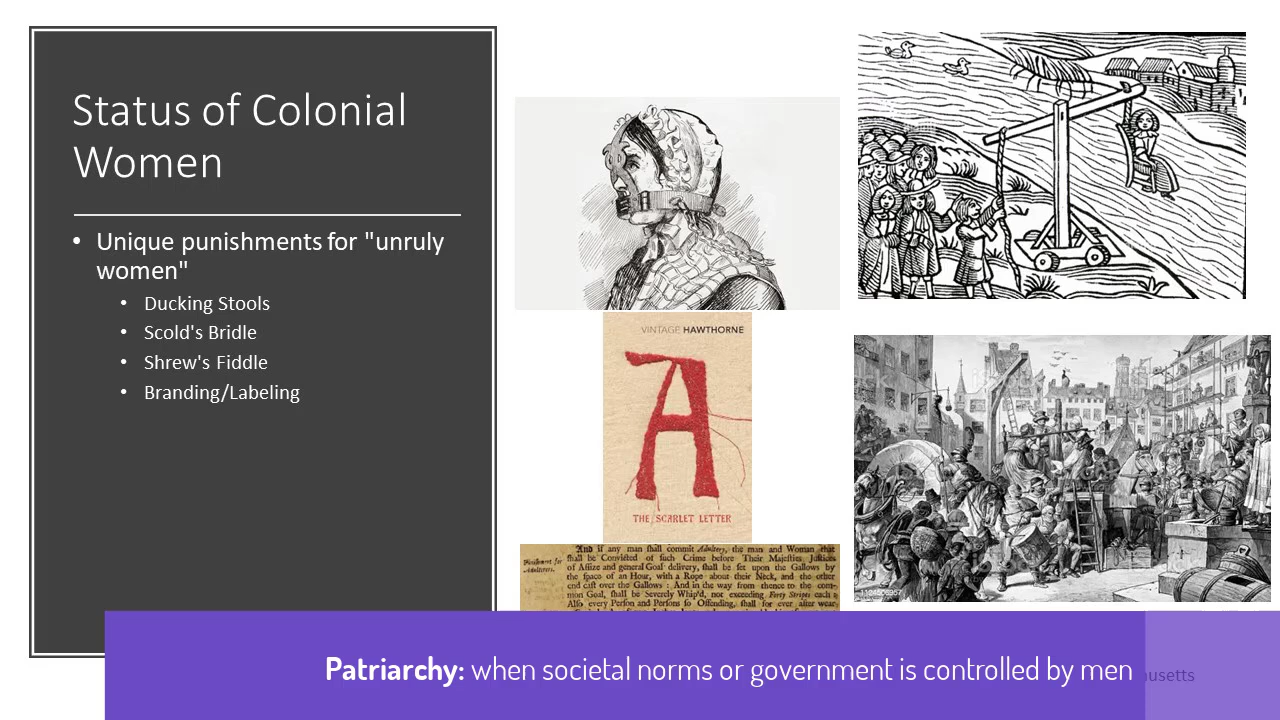 Status of Colonial
Women
• Unique punishments for "unruly
women"
• Ducking Stools
• Scold's Bridle
• Shrew's Fiddle
• Branding/Labeling
VINTAGE HAWTHORNE
A
THE SCARLET LETTER
And if any man ſhall commit Adultery, the man and Woman that
ſhall be Convicted of ſuch Crime before Their Majeſties Juſtices
of Aſſize and general Goal delivery, ſhall be ſet upon the Gallows by
the ſpace of an Hour, with a Rope about their Neck, and the other
end caſt over the Gallows : And in the way from thence to the com-
mon Goal, ſhall be Severely Whip'd, not exceeding Forty Stripes each
Alſo every Perſon and Perſons ſo Offending, ſhall for ever after wear
Patriarchy: when societal norms or government is controlled by men
usetts